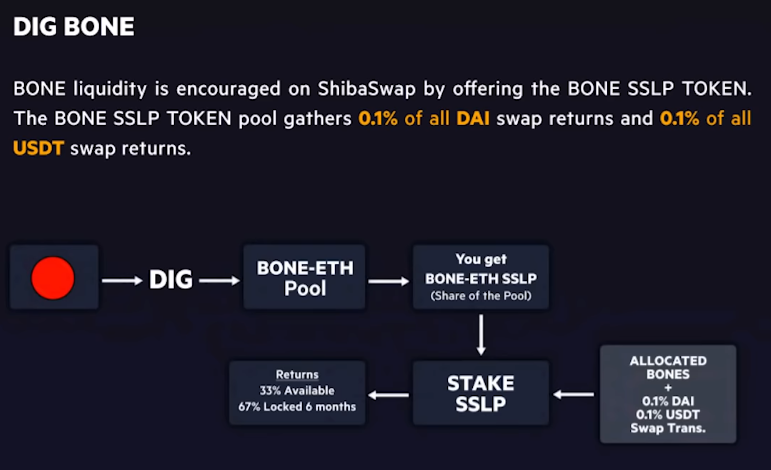 DIG BONE
BONE liquidity is encouraged on ShibaSwap by offering the BONE SSLP TOKEN.
The BONE SSLP TOKEN pool gathers 0.1% of all DAI swap returns and 0.1% of all
USDT swap returns.
DIG
BONE-ETH
Pool
You get
BONE-ETH SSLP
(Share of the Pool)
Returns
33% Available
67% Locked 6 months
STAKE
SSLP
ALLOCATED
BONES
+
0.1% DAI
0.1% USDT
Swap Trans.